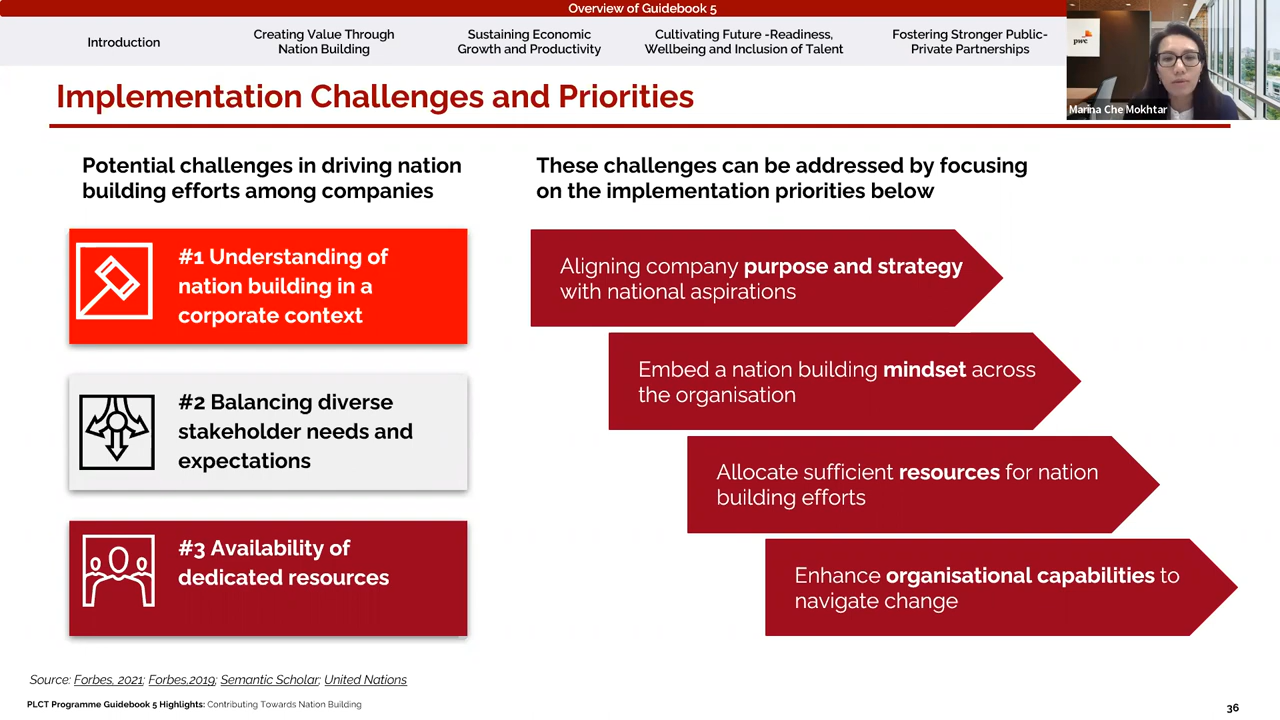 Overview of Guidebook 5
Introduction
Creating Value Through
Nation Building
Sustaining Economic
Growth and Productivity
Cultivating Future -Readiness,
Wellbeing and Inclusion of Talent
Fostering Stronger Public-
Private Partnerships
pwc
Marina Che Mokhtar
Implementation Challenges and Priorities
Potential challenges in driving nation
building efforts among companies
#1 Understanding of
nation building in a
corporate context
#2 Balancing diverse
stakeholder needs and
expectations
#3 Availability of
dedicated resources
These challenges can be addressed by focusing
on the implementation priorities below
Aligning company purpose and strategy
with national aspirations
Embed a nation building mindset across
the organisation
Allocate sufficient resources for nation
building efforts
Enhance organisational capabilities to
navigate change
Source: Forbes, 2021; Forbes,2019; Semantic Scholar; United Nations
PLCT Programme Guidebook 5 Highlights: Contributing Towards Nation Building
36